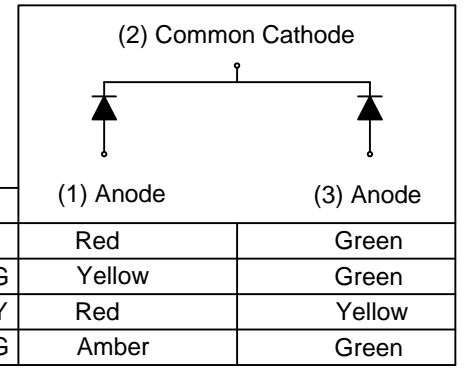 (2) Common Cathode
(1) Anode (3) Anode
Red Green
G Yellow Green
Y Red Yellow
G Amber Green